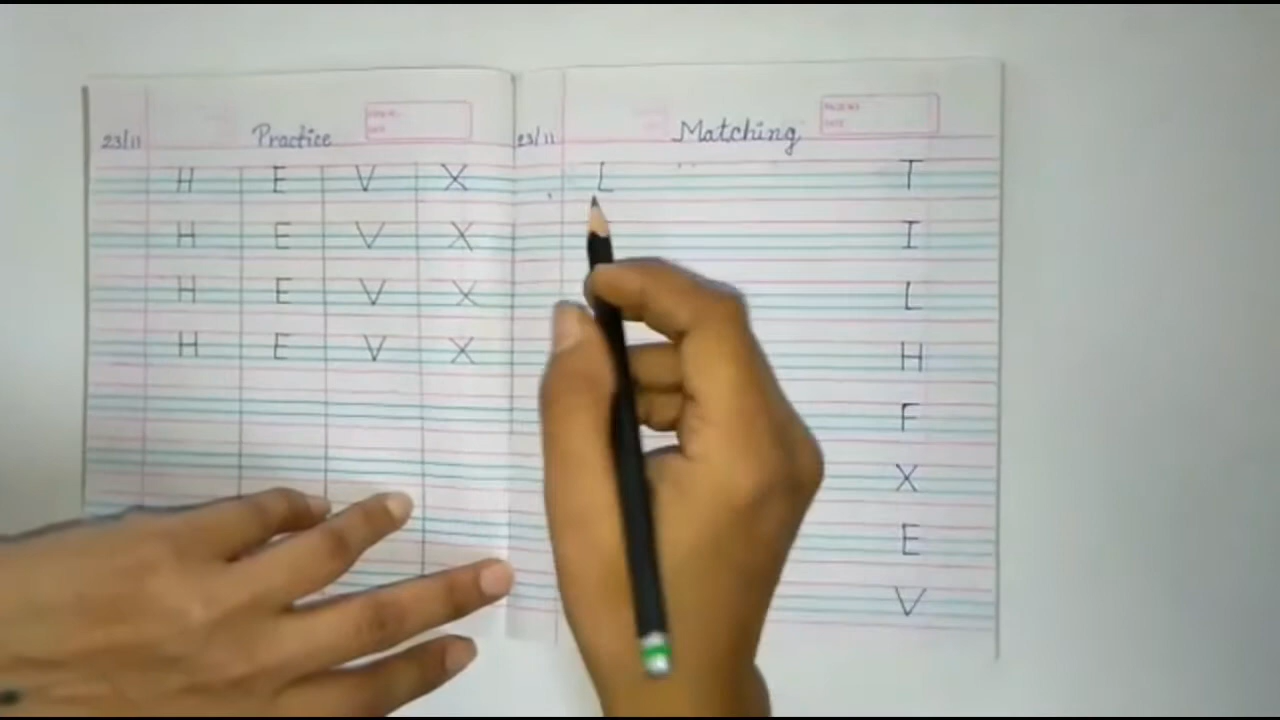 23/11 Practice
H E V X
H E V X
H E V X
H E V X
23/11 Matching
L T
I
L
H
F
X
E
V